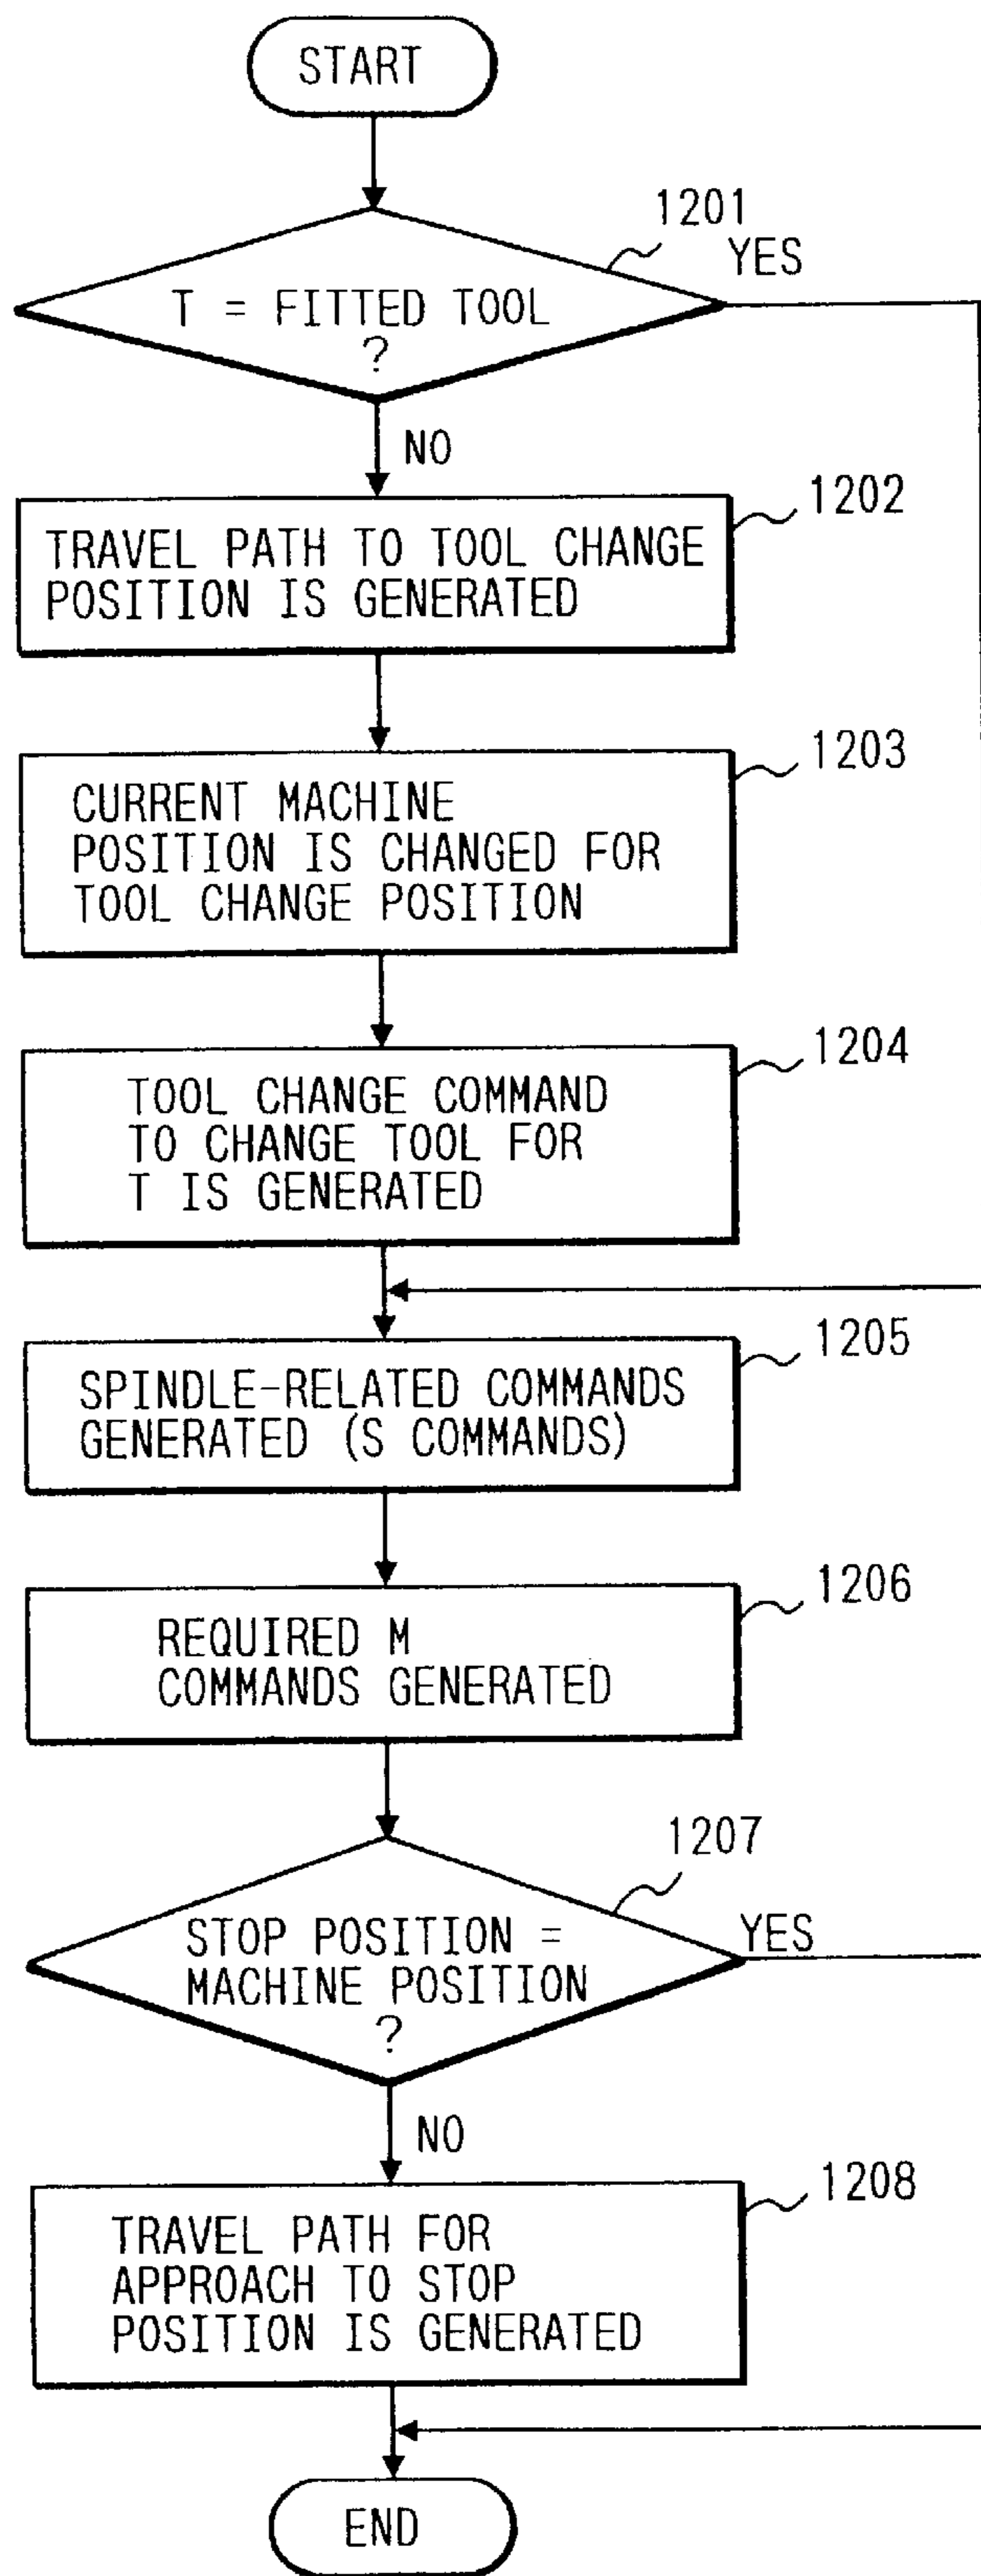 START
1201
YES
T = FITTED TOOL
?
NO
1202
TRAVEL PATH TO TOOL CHANGE
POSITION IS GENERATED
1203
CURRENT MACHINE
POSITION IS CHANGED FOR
TOOL CHANGE POSITION
1204
TOOL CHANGE COMMAND
TO CHANGE TOOL FOR
T IS GENERATED
1205
SPINDLE-RELATED COMMANDS
GENERATED (S COMMANDS)
1206
REQUIRED M
COMMANDS GENERATED
1207
YES
STOP POSITION =
MACHINE POSITION
?
NO
1208
TRAVEL PATH FOR
APPROACH TO STOP
POSITION IS GENERATED
END